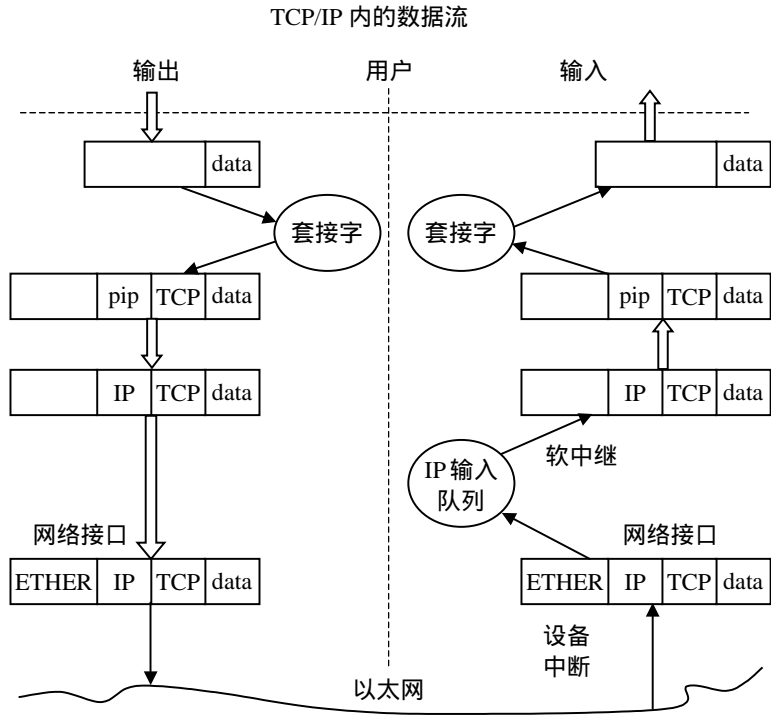 TCP/IP 内的数据流
输出 用户 输入
data data
套接字 套接字
pip TCP data pip TCP data
IP TCP data IP TCP data
软中继
IP 输入
队列
网络接口 网络接口
ETHER IP TCP data ETHER IP TCP data
设备
中断
以太网